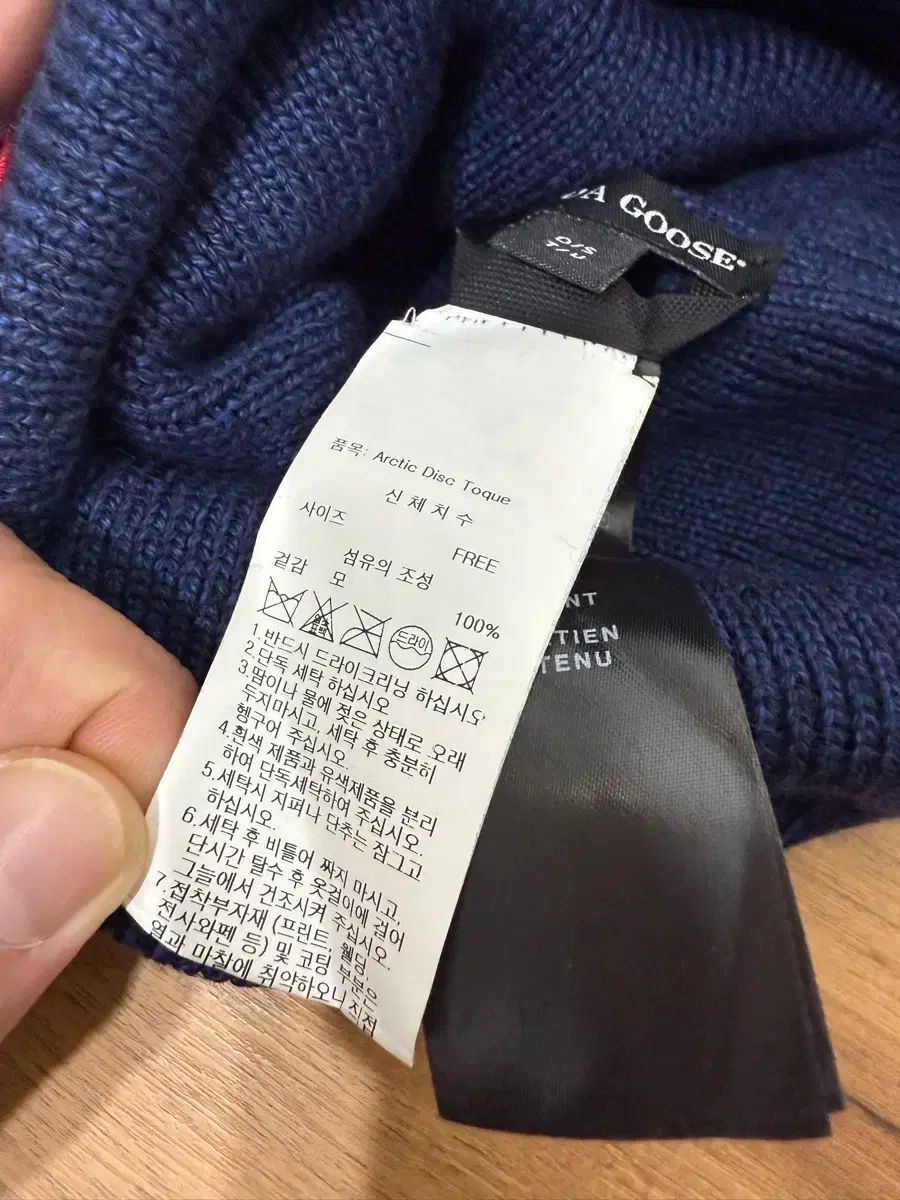 GOOSE
O/S
T/U
품목: Arctic Disc Toque
신체치수
사이즈
FREE
섬유의 조성
겉감 모
100%
드라이
1.반드시 드라이크리닝 하십시오
2.단독 세탁 하십시오
3.땀이나 물에 젖은 상태로 오래
두지마시고, 세탁 후 충분히
헹구어 주십시오.
4.흰색 제품과 유색제품을 분리
하여 단독세탁하여 주십시오.
5.세탁시 지퍼나 단추는 잠그고
하십시오.
6.세탁 후 비틀어 짜지 마시고,
단시간 탈수 후 옷걸이에 걸어
그늘에서 건조시켜 주십시오.
7.접착부자재 (프린트, 웰딩,
전사와펜 등) 및 코팅 부분은
열과 마찰에 취약하오니 직접
NT
TIEN
TENU